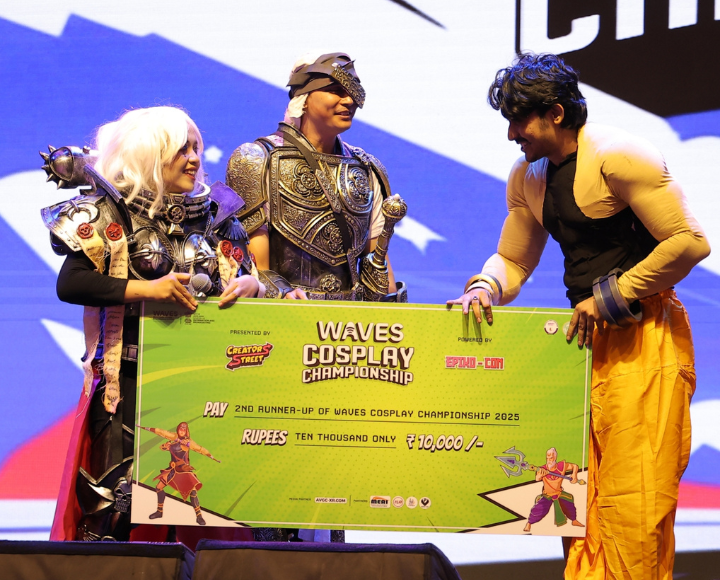 PRESENTED BY
CREATORS' STREET
WAVES
COSPLAY
CHAMPIONSHIP
POWERED BY
EPIKO-CON
PAY 2ND RUNNER-UP OF WAVES COSPLAY CHAMPIONSHIP 2025
RUPEES TEN THOUSAND ONLY ₹ 10,000 /-